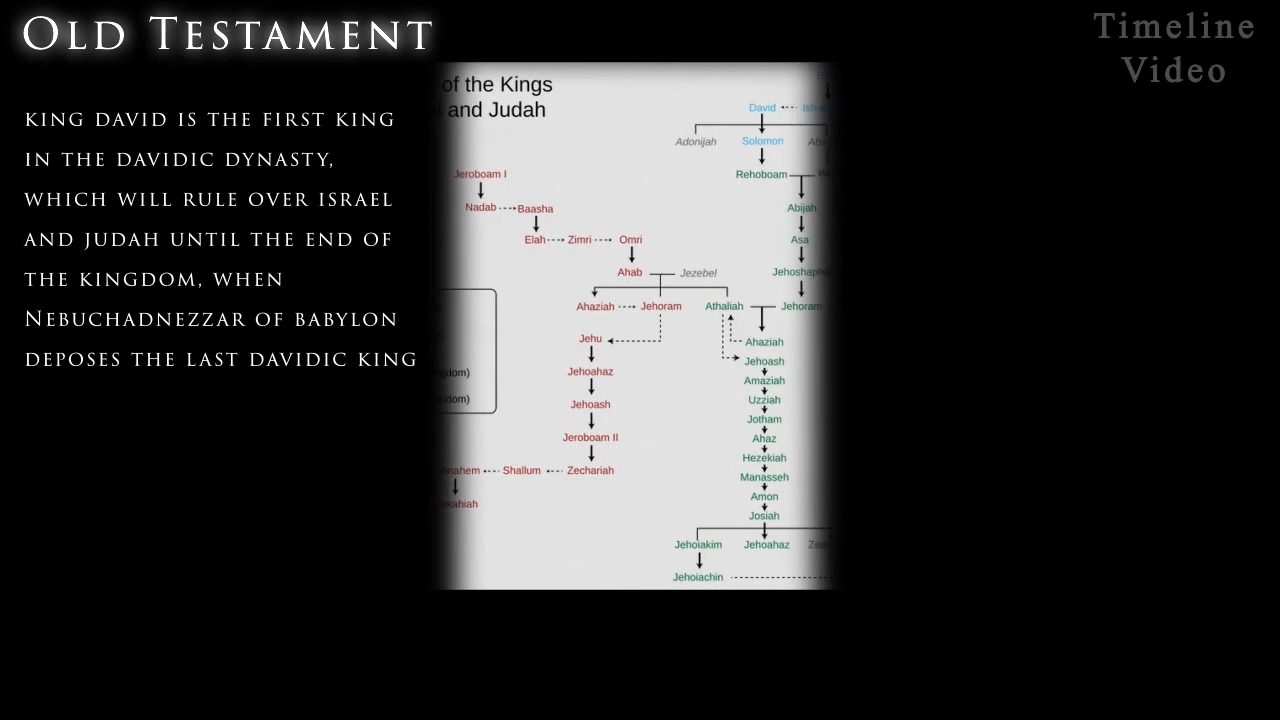 Old Testament
Timeline
Video
king david is the first king
in the davidic dynasty,
which will rule over israel
and judah until the end of
the kingdom, when
Nebuchadnezzar of babylon
deposes the last davidic king
of the Kings
and Judah
David
Adonijah Solomon
Jeroboam I Rehoboam
Nadab Baasha Abijah
Elah Zimri Omri Asa
Ahab Jezebel
Ahaziah Jehoram Athaliah Jehoram
Jehu Ahaziah
Jehoash
Jehoahaz
Amaziah
Uzziah
Jehoash
Jotham
Jeroboam II Ahaz
Hezekiah
Shallum Zechariah
Manasseh
Amon
Josiah
Jehoiakim Jehoahaz
Jehoiachin